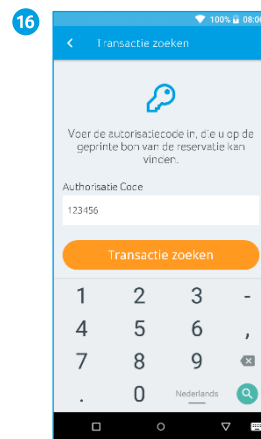 16
100% 08:00
Transactie zoeken
Voer de autorisatiecode in, die u op de
geprinte bon van de reservatie kan
vinden.
Authorisatie Code
123456
Transactie zoeken
1 2 3 -
4 5 6 ,
7 8 9
. 0 Nederlands